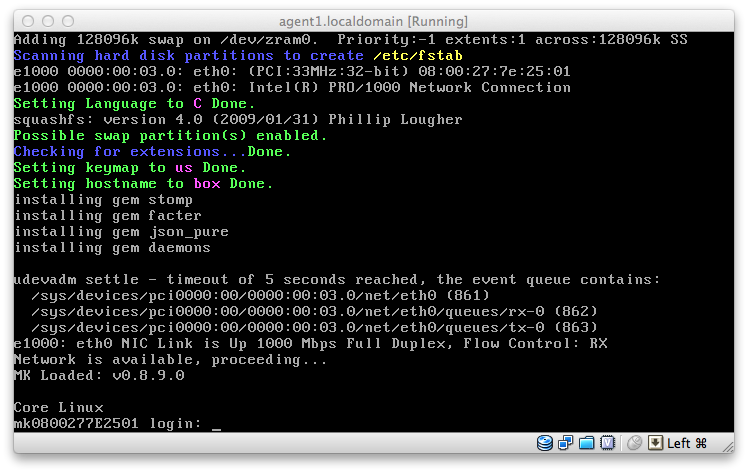 agent1.localdomain [Running]
Adding 128096k swap on /dev/zram0.  Priority:-1 extents:1 across:128096k SS
Scanning hard disk partitions to create /etc/fstab
e1000 0000:00:03.0: eth0: (PCI:33MHz:32-bit) 08:00:27:7e:25:01
e1000 0000:00:03.0: eth0: Intel(R) PRO/1000 Network Connection
Setting Language to C Done.
squashfs: version 4.0 (2009/01/31) Phillip Lougher
Possible swap partition(s) enabled.
Checking for extensions...Done.
Setting keymap to us Done.
Setting hostname to box Done.
installing gem stomp
installing gem facter
installing gem json_pure
installing gem daemons
udevadm settle - timeout of 5 seconds reached, the event queue contains:
  /sys/devices/pci0000:00/0000:00:03.0/net/eth0 (861)
  /sys/devices/pci0000:00/0000:00:03.0/net/eth0/queues/rx-0 (862)
  /sys/devices/pci0000:00/0000:00:03.0/net/eth0/queues/tx-0 (863)
e1000: eth0 NIC Link is Up 1000 Mbps Full Duplex, Flow Control: RX
Network is available, proceeding...
MK Loaded: v0.8.9.0
Core Linux
mk0800277E2501 login: _
Left ⌘